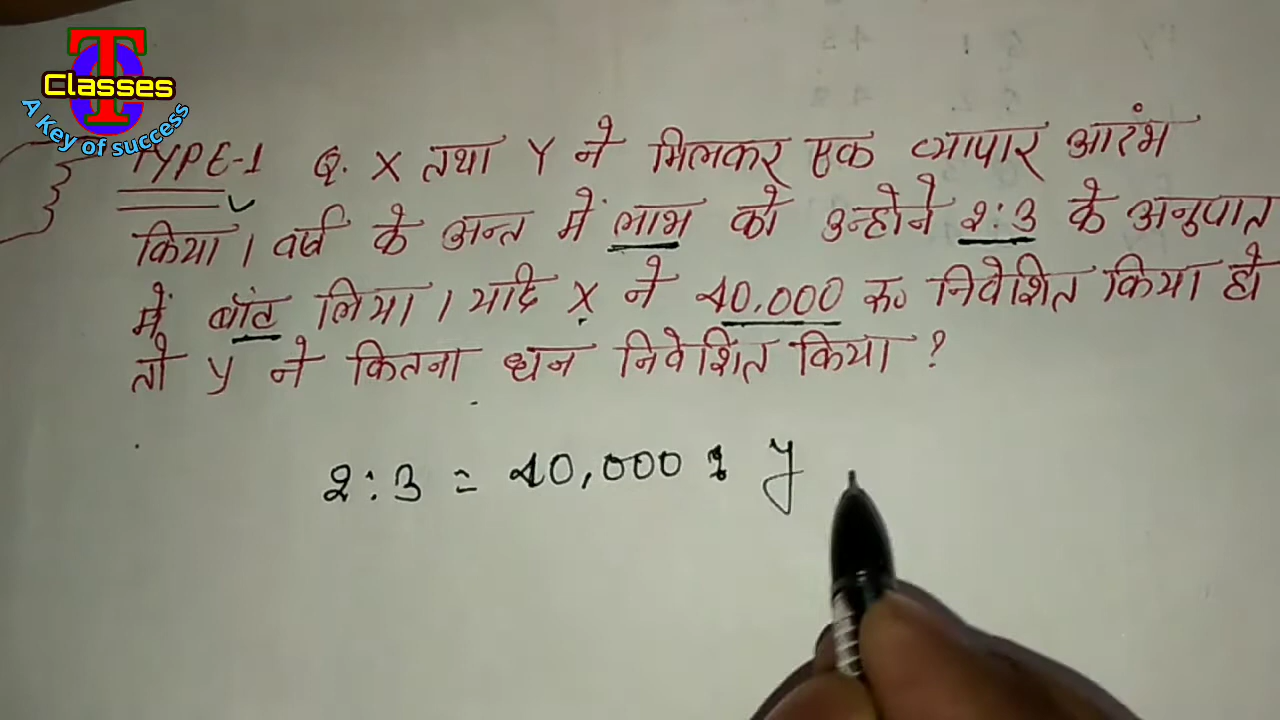 TC
Classes
A Key of success
TYPE-1 Q. X तथा Y ने मिलकर एक व्यापार आरंभ
किया । वर्ष के अन्त में लाभ को उन्होने 2:3 के अनुपात
में बांट लिया । यदि X ने 40,000 रू० निवेशित किया हो
तो y ने कितना धन निवेशित किया ?
2 : 3 = 40,000 : y